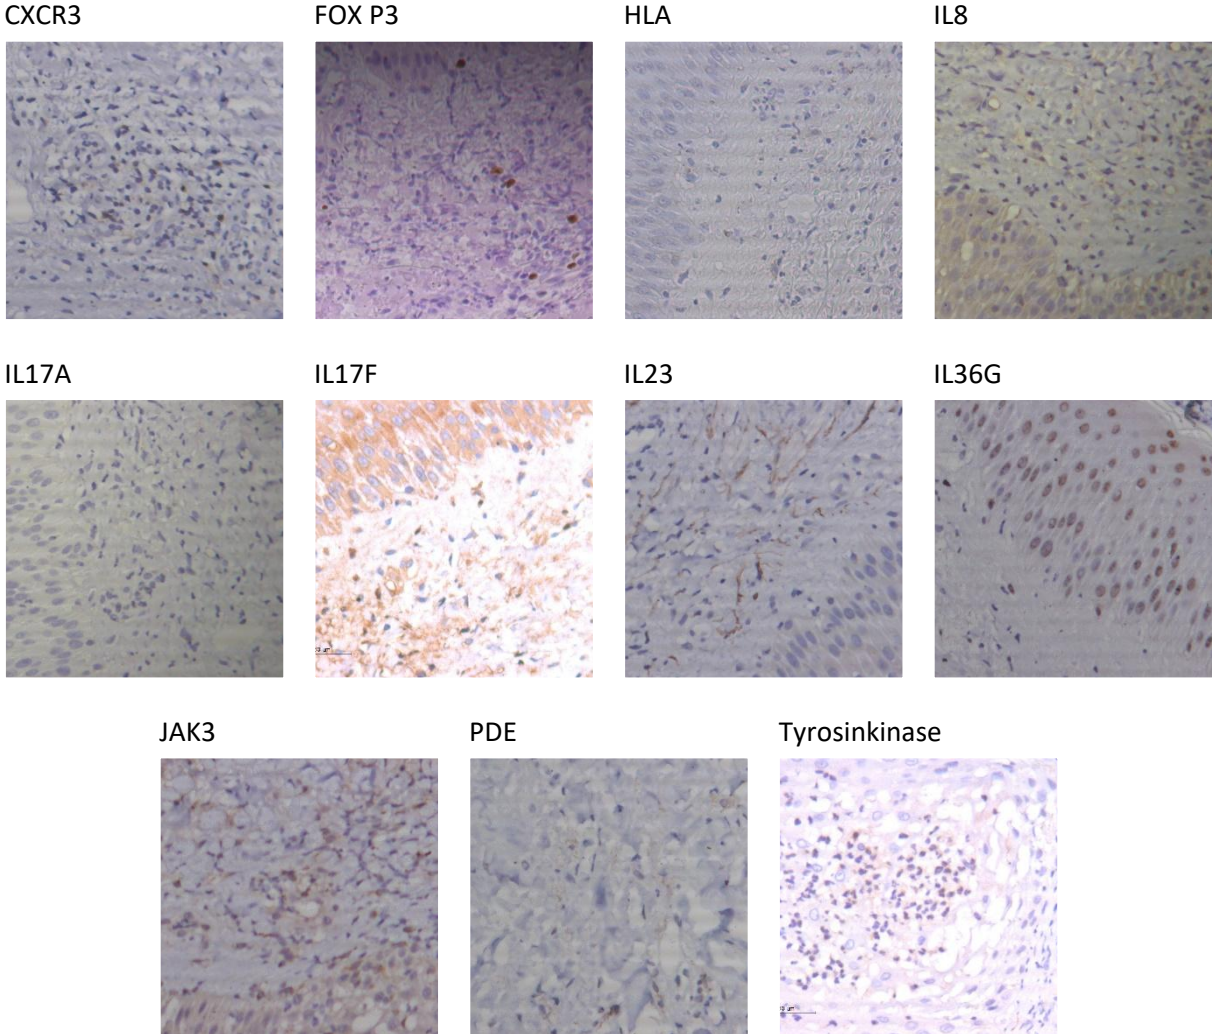 CXCR3
FOX P3
HLA
IL8
IL17A
IL17F
IL23
IL36G
JAK3
PDE
Tyrosinkinase